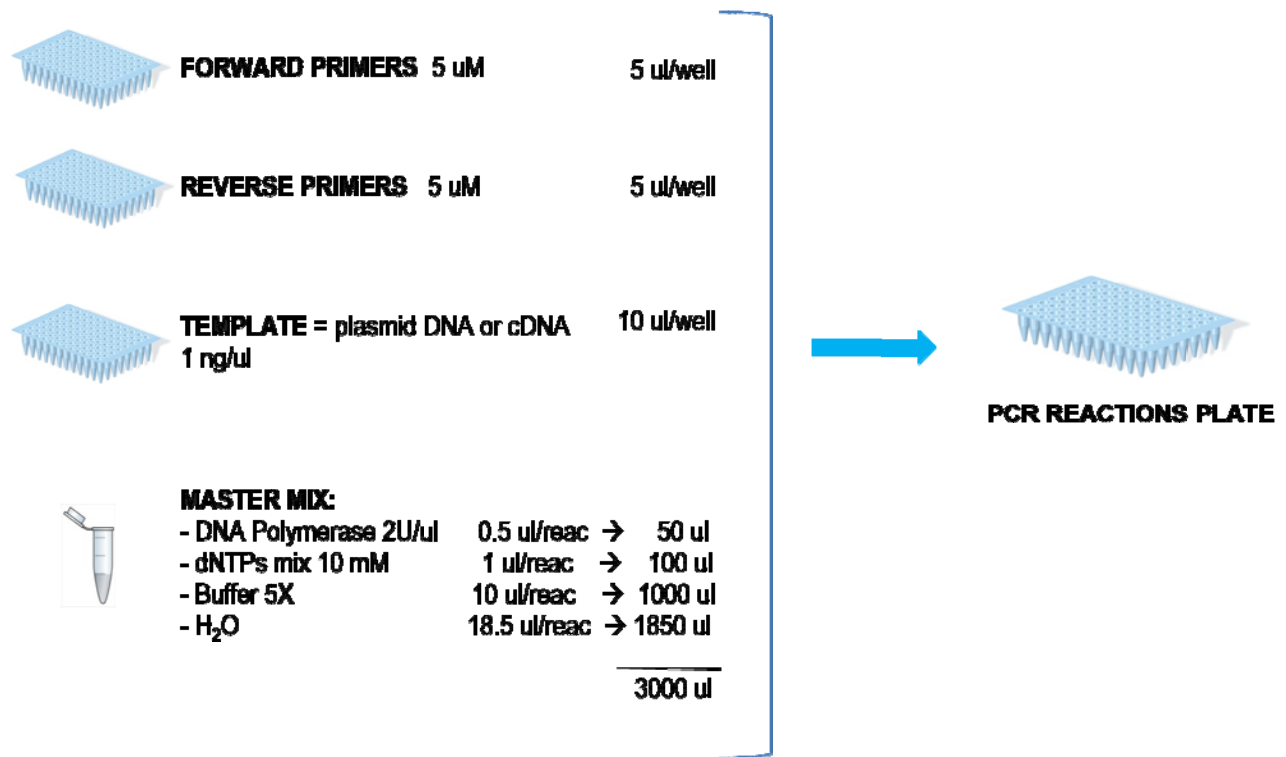 FORWARD PRIMERS 5 uM 5 ul/well
REVERSE PRIMERS 5 uM 5 ul/well
TEMPLATE = plasmid DNA or cDNA 10 ul/well
1 ng/ul
PCR REACTIONS PLATE
MASTER MIX:
- DNA Polymerase 2U/ul 0.5 ul/reac → 50 ul
- dNTPs mix 10 mM 1 ul/reac → 100 ul
- Buffer 5X 10 ul/reac → 1000 ul
- H₂O 18.5 ul/reac → 1850 ul
3000 ul